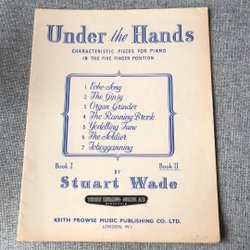 Under the Hands
CHARACTERISTIC PIECES FOR PIANO
IN THE FIVE FINGER POSITION
1. Echo Song
2. The Gipsy
3. Organ Grinder
4. The Running Brook
5. Yodelling Tune
6. The Soldier
7. Tobogganning
Book I. Book II.
BY
Stuart Wade
KEITH PROWSE MUSIC PUBLISHING CO. LTD.
LONDON, W.1